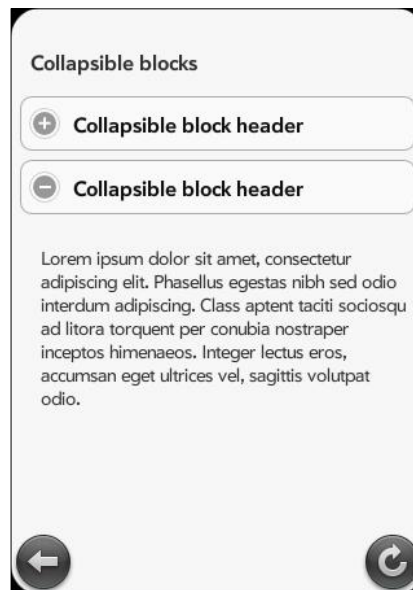 Collapsible blocks
Collapsible block header
Collapsible block header
Lorem ipsum dolor sit amet, consectetur
adipiscing elit. Phasellus egestas nibh sed odio
interdum adipiscing. Class aptent taciti sociosqu
ad litora torquent per conubia nostraper
inceptos himenaeos. Integer lectus eros,
accumsan eget ultrices vel, sagittis volutpat
odio.